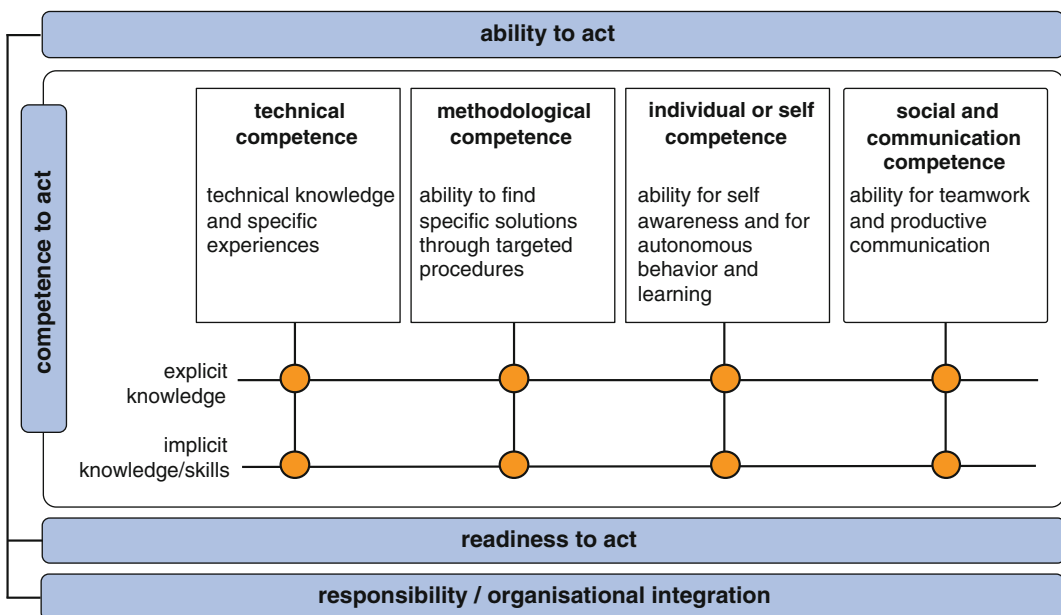 ability to act
competence to act
technical
competence
technical knowledge
and specific
experiences
methodological
competence
ability to find
specific solutions
through targeted
procedures
individual or self
competence
ability for self
awareness and for
autonomous
behavior and
learning
social and
communication
competence
ability for teamwork
and productive
communication
explicit
knowledge
implicit
knowledge/skills
readiness to act
responsibility / organisational integration